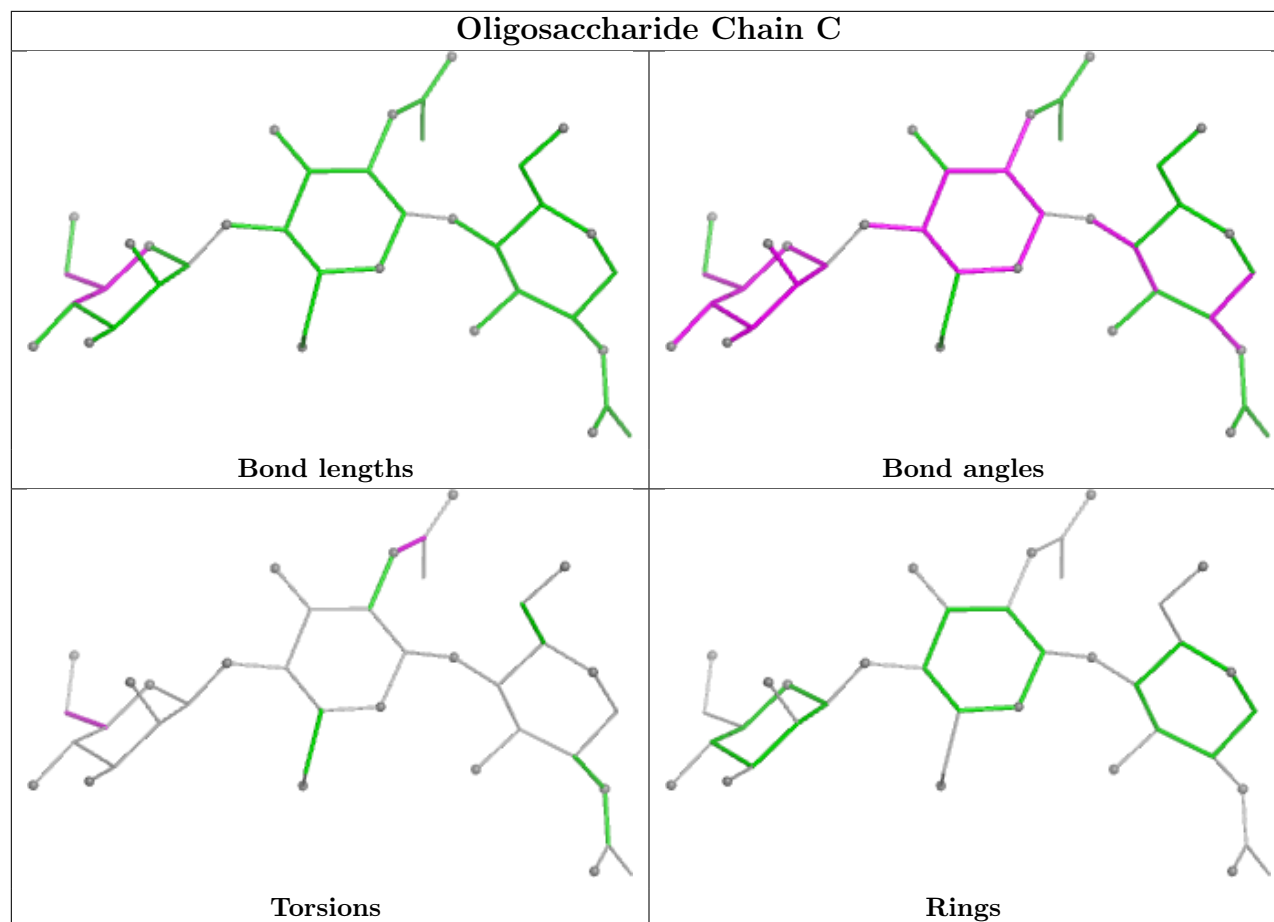 Oligosaccharide Chain C
Bond lengths
Bond angles
Torsions
Rings